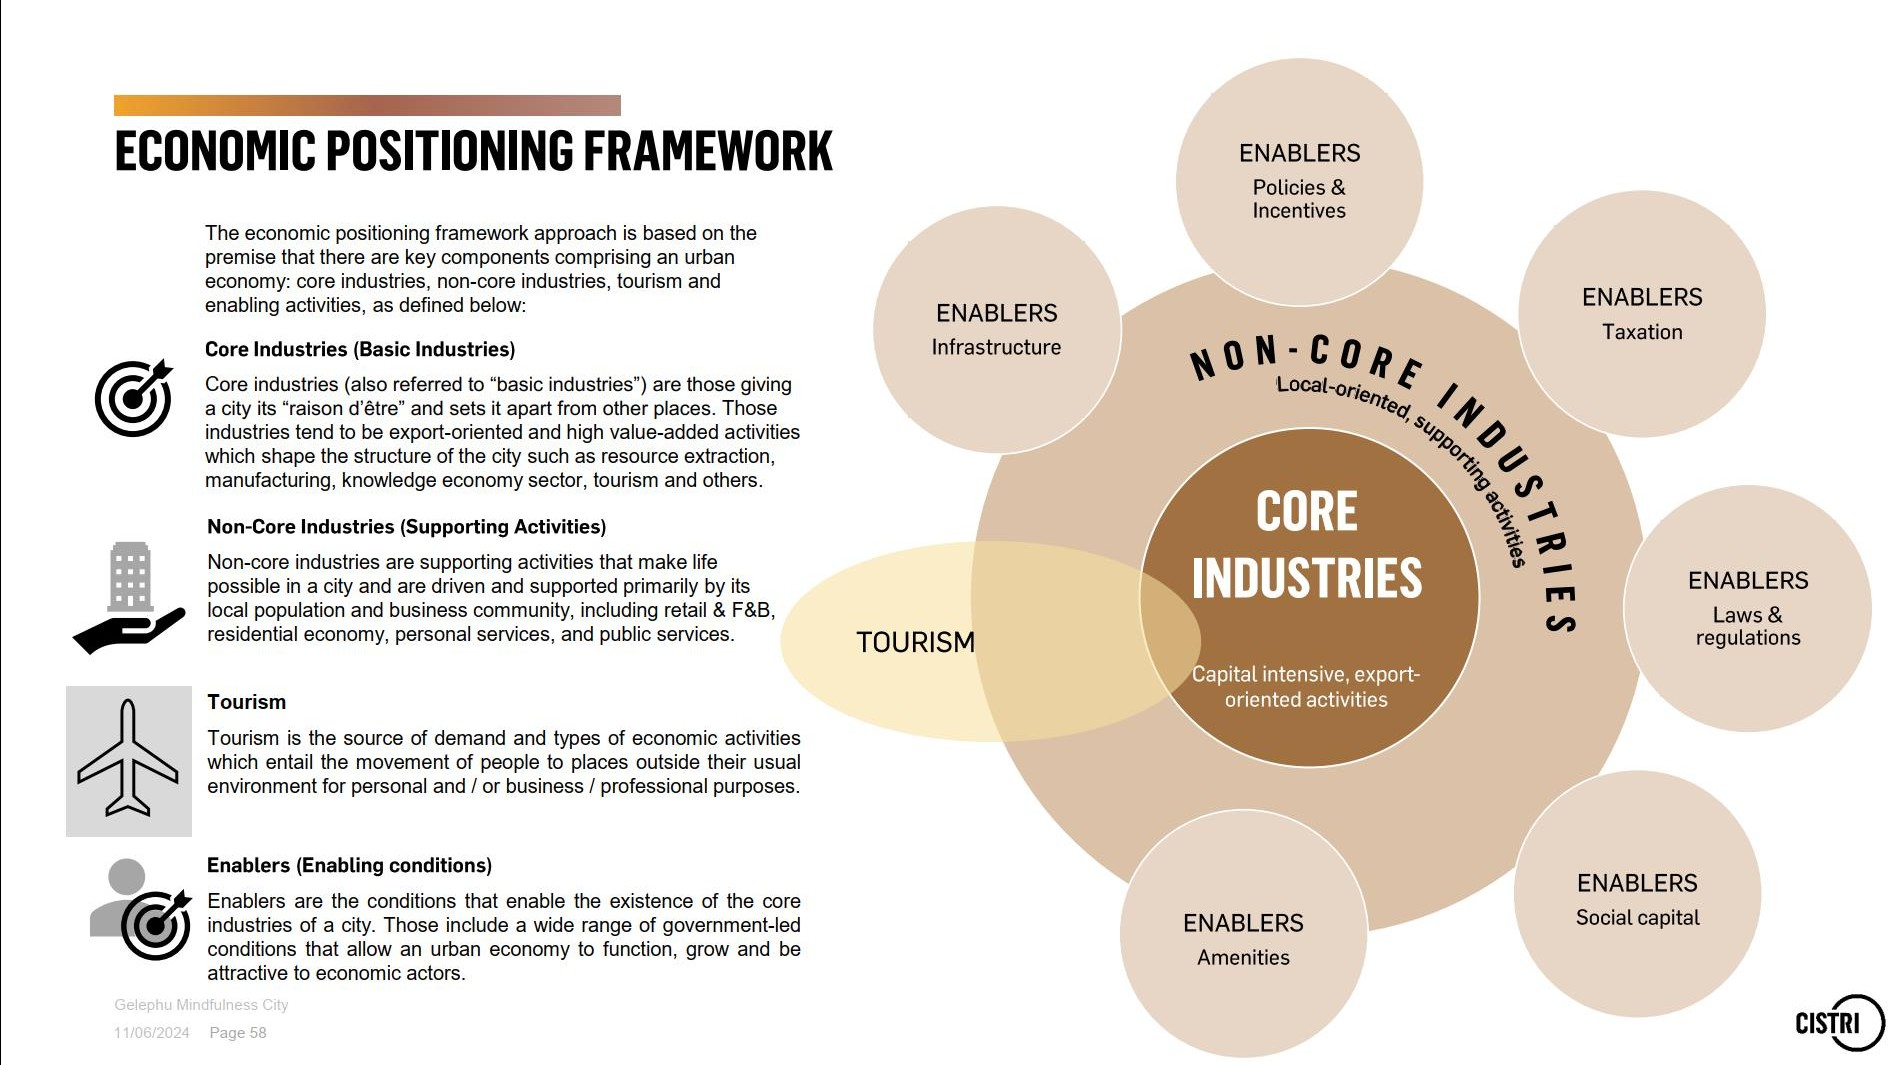 ECONOMIC POSITIONING FRAMEWORK
The economic positioning framework approach is based on the
premise that there are key components comprising an urban
economy: core industries, non-core industries, tourism and
enabling activities, as defined below:
Core Industries (Basic Industries)
Core industries (also referred to “basic industries”) are those giving
a city its “raison d’être” and sets it apart from other places. Those
industries tend to be export-oriented and high value-added activities
which shape the structure of the city such as resource extraction,
manufacturing, knowledge economy sector, tourism and others.
Non-Core Industries (Supporting Activities)
Non-core industries are supporting activities that make life
possible in a city and are driven and supported primarily by its
local population and business community, including retail & F&B,
residential economy, personal services, and public services.
Tourism
Tourism is the source of demand and types of economic activities
which entail the movement of people to places outside their usual
environment for personal and / or business / professional purposes.
Enablers (Enabling conditions)
Enablers are the conditions that enable the existence of the core
industries of a city. Those include a wide range of government-led
conditions that allow an urban economy to function, grow and be
attractive to economic actors.
Gelephu Mindfulness City
11/06/2024 Page 58
ENABLERS
Policies &
Incentives
ENABLERS
Infrastructure
ENABLERS
Taxation
NON-CORE INDUSTRIES
Local-oriented, supporting activities
CORE
INDUSTRIES
Capital intensive, export-
oriented activities
TOURISM
ENABLERS
Laws &
regulations
ENABLERS
Social capital
ENABLERS
Amenities
CISTRI